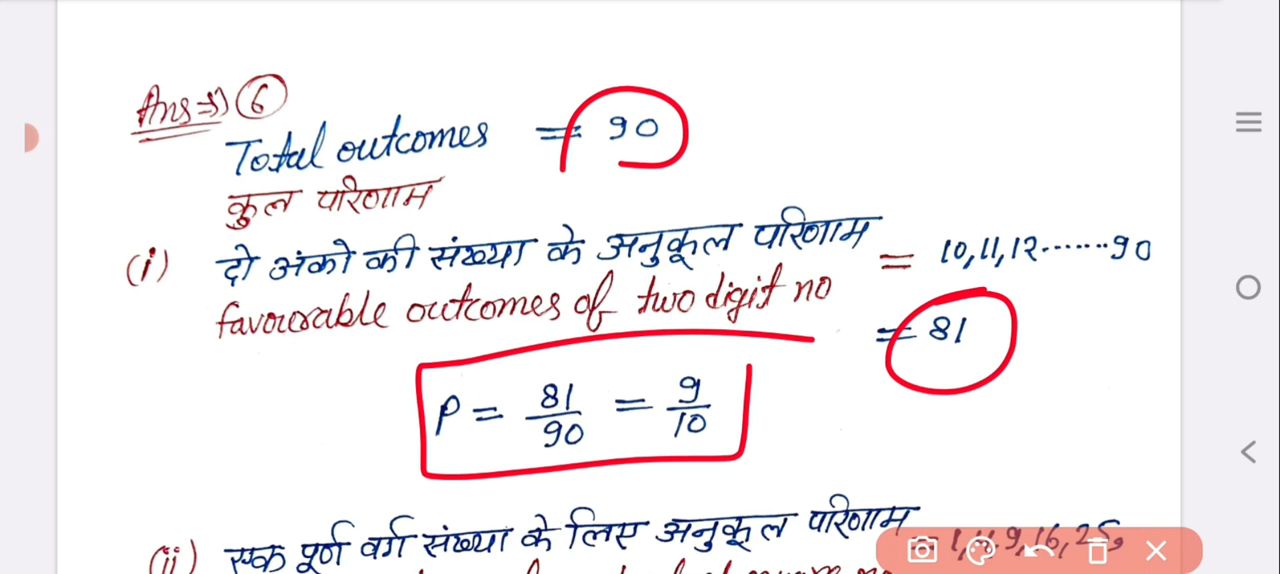 Ans ⇒) ⑥
Total outcomes = 90
कुल परिणाम
(i) दो अंको की संख्या के अनुकूल परिणाम = 10,11,12.......90
favourable outcomes of two digit no
= 81
P = 81/90 = 9/10
(ii) एक पूर्ण वर्ग संख्या के लिए अनुकूल परिणाम 1,4,9,16,25,